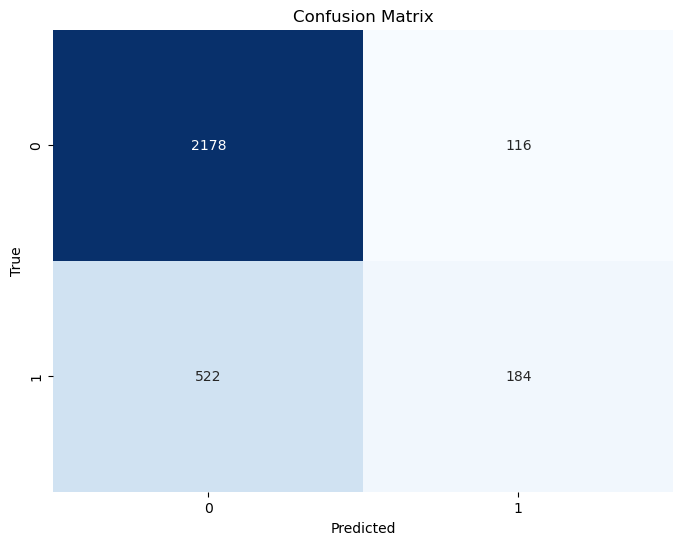 Confusion Matrix
0
2178
116
True
1
522
184
0
1
Predicted